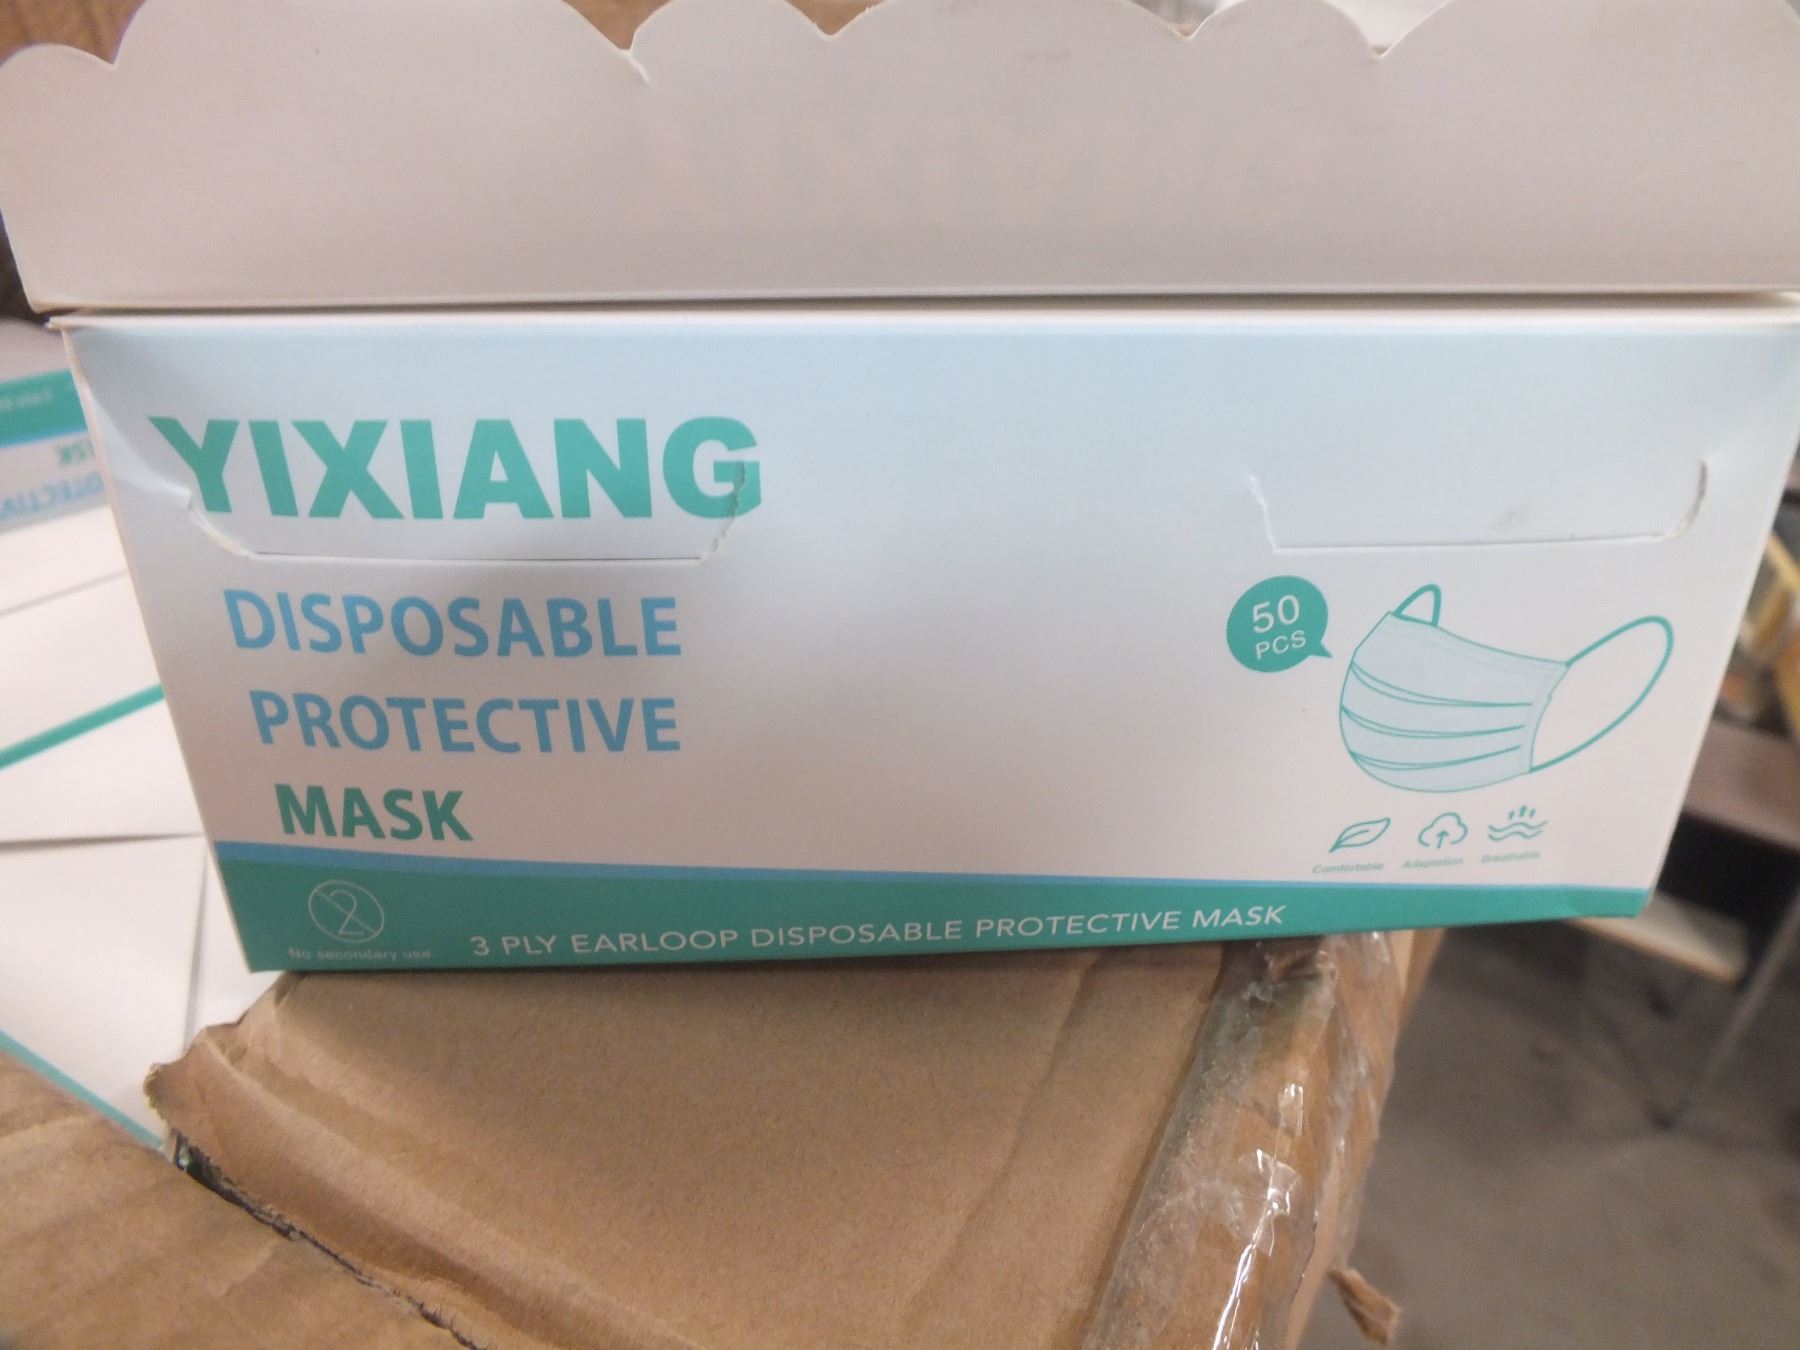 YIXIANG
DISPOSABLE
PROTECTIVE
MASK
50
PCS
Comfortable Adaptation Breathable
No secondary use
3 PLY EARLOOP DISPOSABLE PROTECTIVE MASK